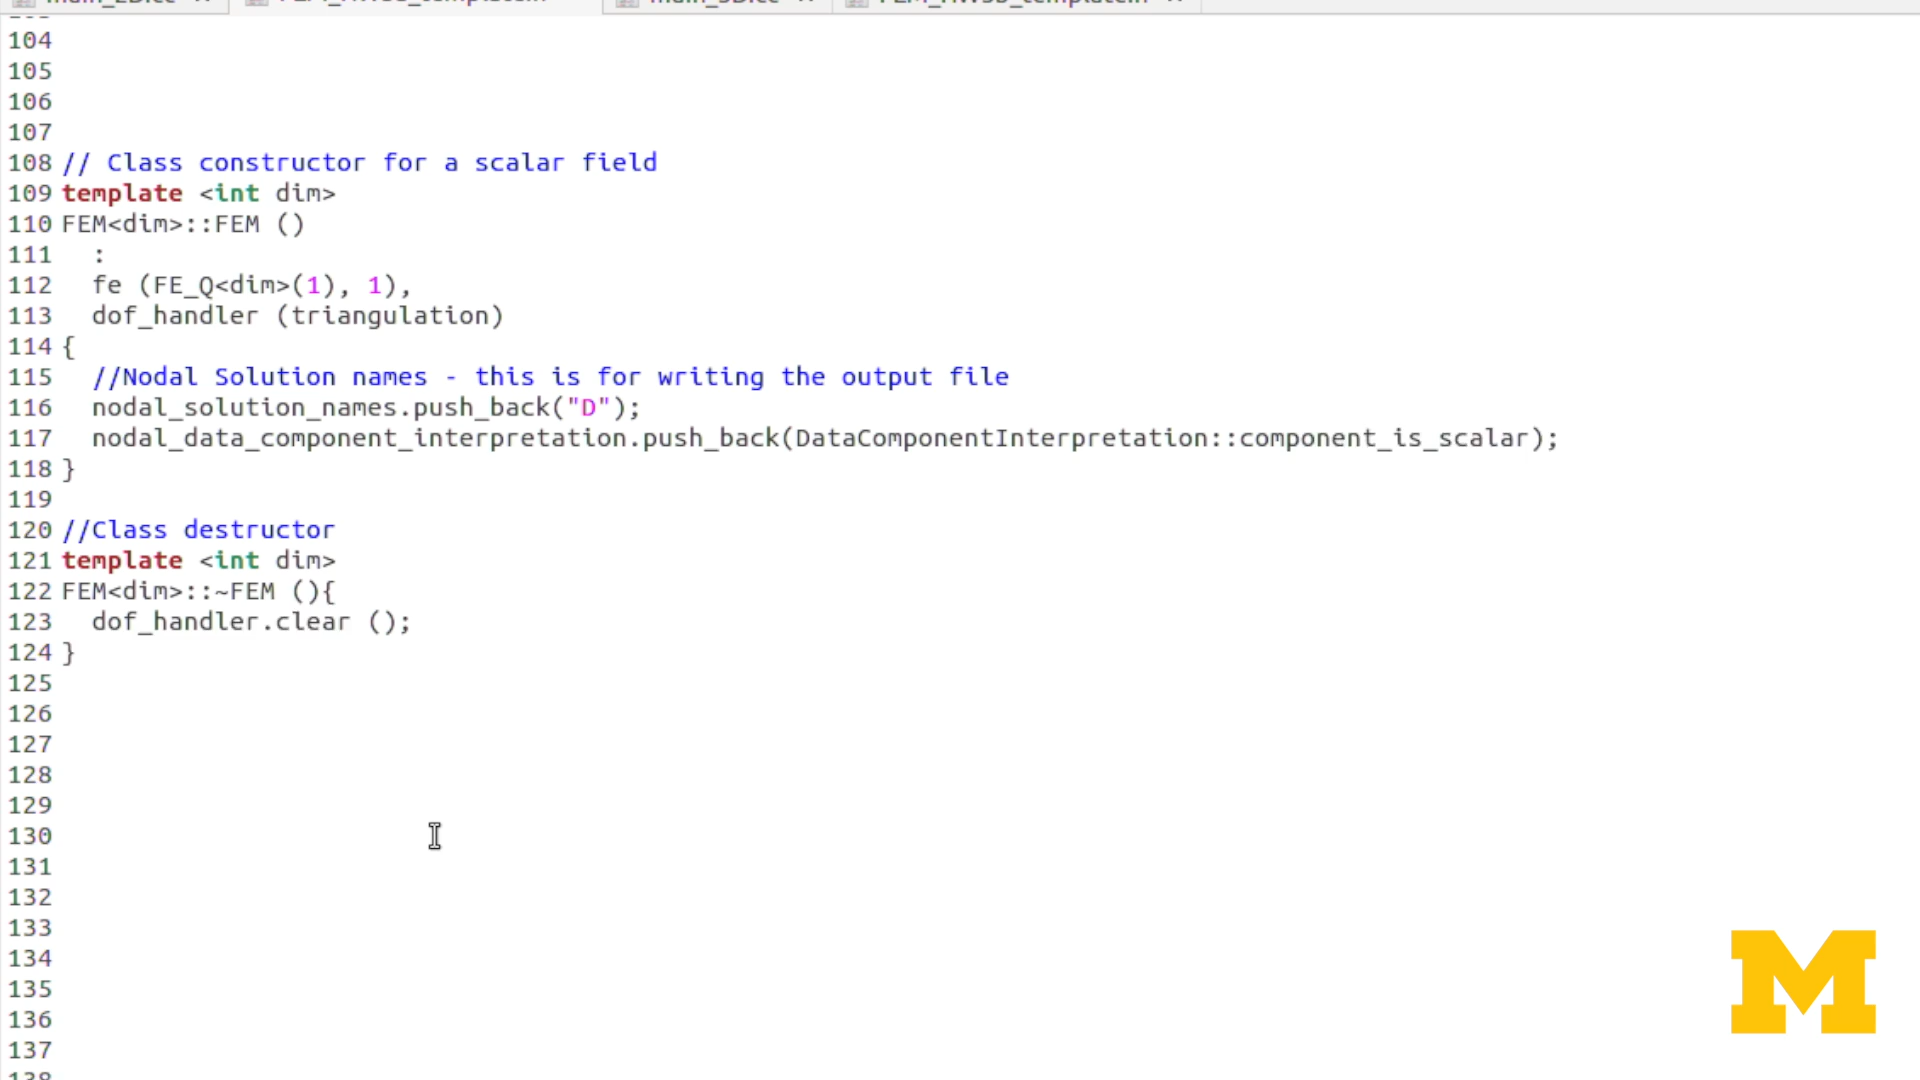 104
105
106
107
108 // Class constructor for a scalar field
109 template <int dim>
110 FEM<dim>::FEM ()
111   :
112   fe (FE_Q<dim>(1), 1),
113   dof_handler (triangulation)
114 {
115   //Nodal Solution names - this is for writing the output file
116   nodal_solution_names.push_back("D");
117   nodal_data_component_interpretation.push_back(DataComponentInterpretation::component_is_scalar);
118 }
119
120 //Class destructor
121 template <int dim>
122 FEM<dim>::~FEM (){
123   dof_handler.clear ();
124 }
125
126
127
128
129
130
131
132
133
134
135
136
137
M